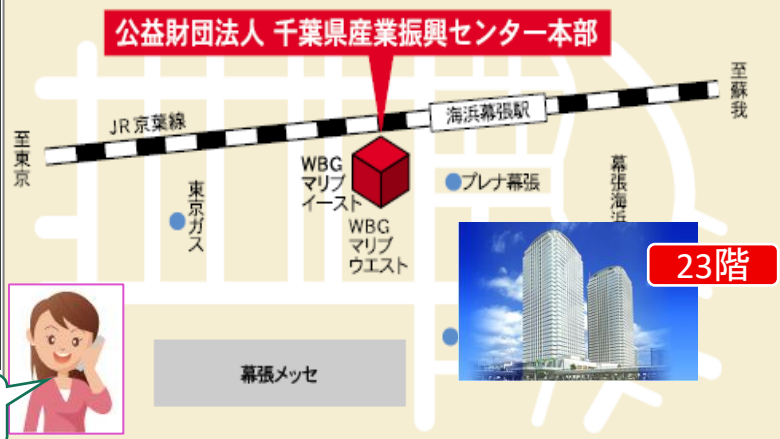 公益財団法人 千葉県産業振興センター本部
至蘇我
海浜幕張駅
JR京葉線
至東京
WBG
マリブ
イースト
プレナ幕張
幕張海浜
東京ガス
WBG
マリブ
ウエスト
23階
幕張メッセ